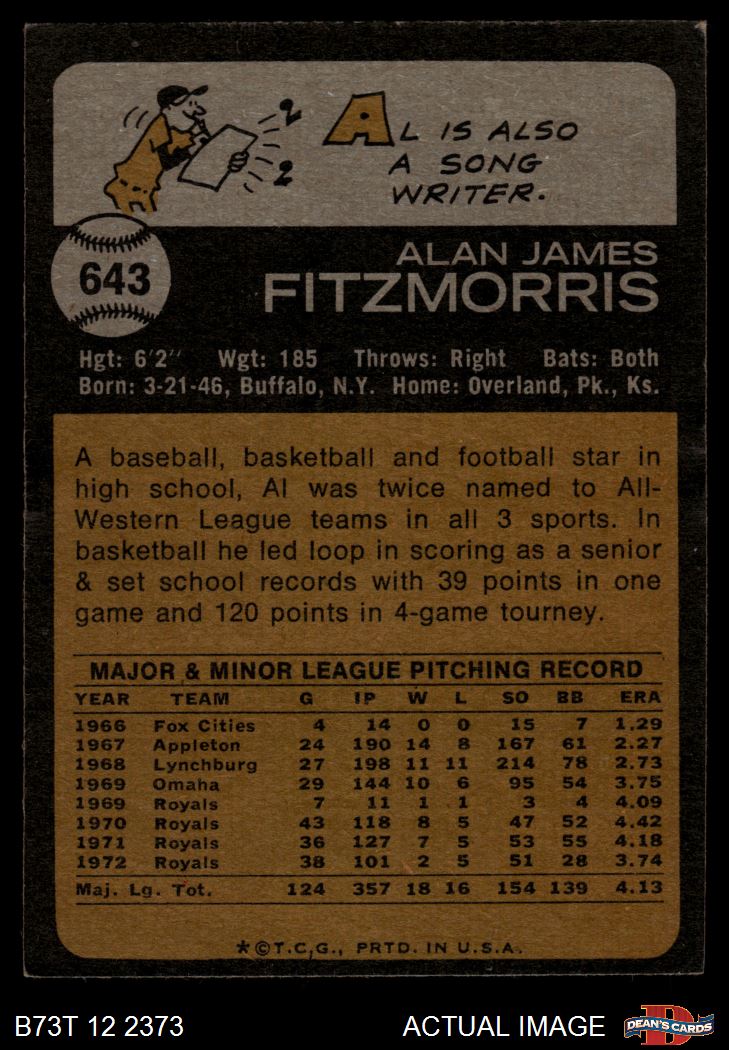 AL IS ALSO
A SONG
WRITER.
643
ALAN JAMES
FITZMORRIS
Hgt: 6'2" Wgt: 185 Throws: Right Bats: Both
Born: 3-21-46, Buffalo, N.Y. Home: Overland, Pk., Ks.
A baseball, basketball and football star in
high school, Al was twice named to All-
Western League teams in all 3 sports. In
basketball he led loop in scoring as a senior
& set school records with 39 points in one
game and 120 points in 4-game tourney.
MAJOR & MINOR LEAGUE PITCHING RECORD
YEAR TEAM G IP W L SO BB ERA
1966 Fox Cities 4 14 0 0 15 7 1.29
1967 Appleton 24 190 14 8 167 61 2.27
1968 Lynchburg 27 198 11 11 214 78 2.73
1969 Omaha 29 144 10 6 95 54 3.75
1969 Royals 7 11 1 1 3 4 4.09
1970 Royals 43 118 8 5 47 52 4.42
1971 Royals 36 127 7 5 53 55 4.18
1972 Royals 38 101 2 5 51 28 3.74
Maj. Lg. Tot. 124 357 18 16 154 139 4.13
*©T.C.G., PRTD. IN U.S.A.
B73T 12 2373 ACTUAL IMAGE
D
DEAN'S CARDS